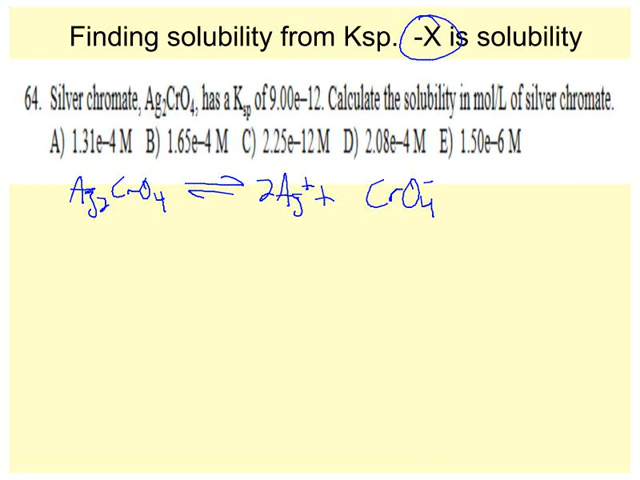 Finding solubility from Ksp. -X is solubility
64. Silver chromate, Ag₂CrO₄, has a Kₛₚ of 9.00e–12. Calculate the solubility in mol/L of silver chromate.
A) 1.31e–4 M B) 1.65e–4 M C) 2.25e–12 M D) 2.08e–4 M E) 1.50e–6 M
Ag₂CrO₄ ⇌ 2Ag⁺ + CrO₄⁻